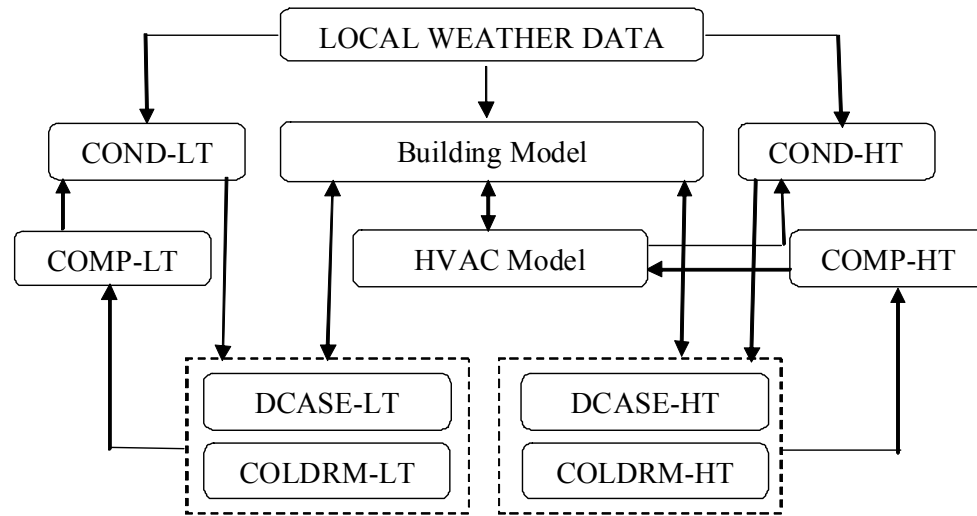 LOCAL WEATHER DATA
COND-LT
Building Model
COND-HT
COMP-LT
HVAC Model
COMP-HT
DCASE-LT
DCASE-HT
COLDRM-LT
COLDRM-HT